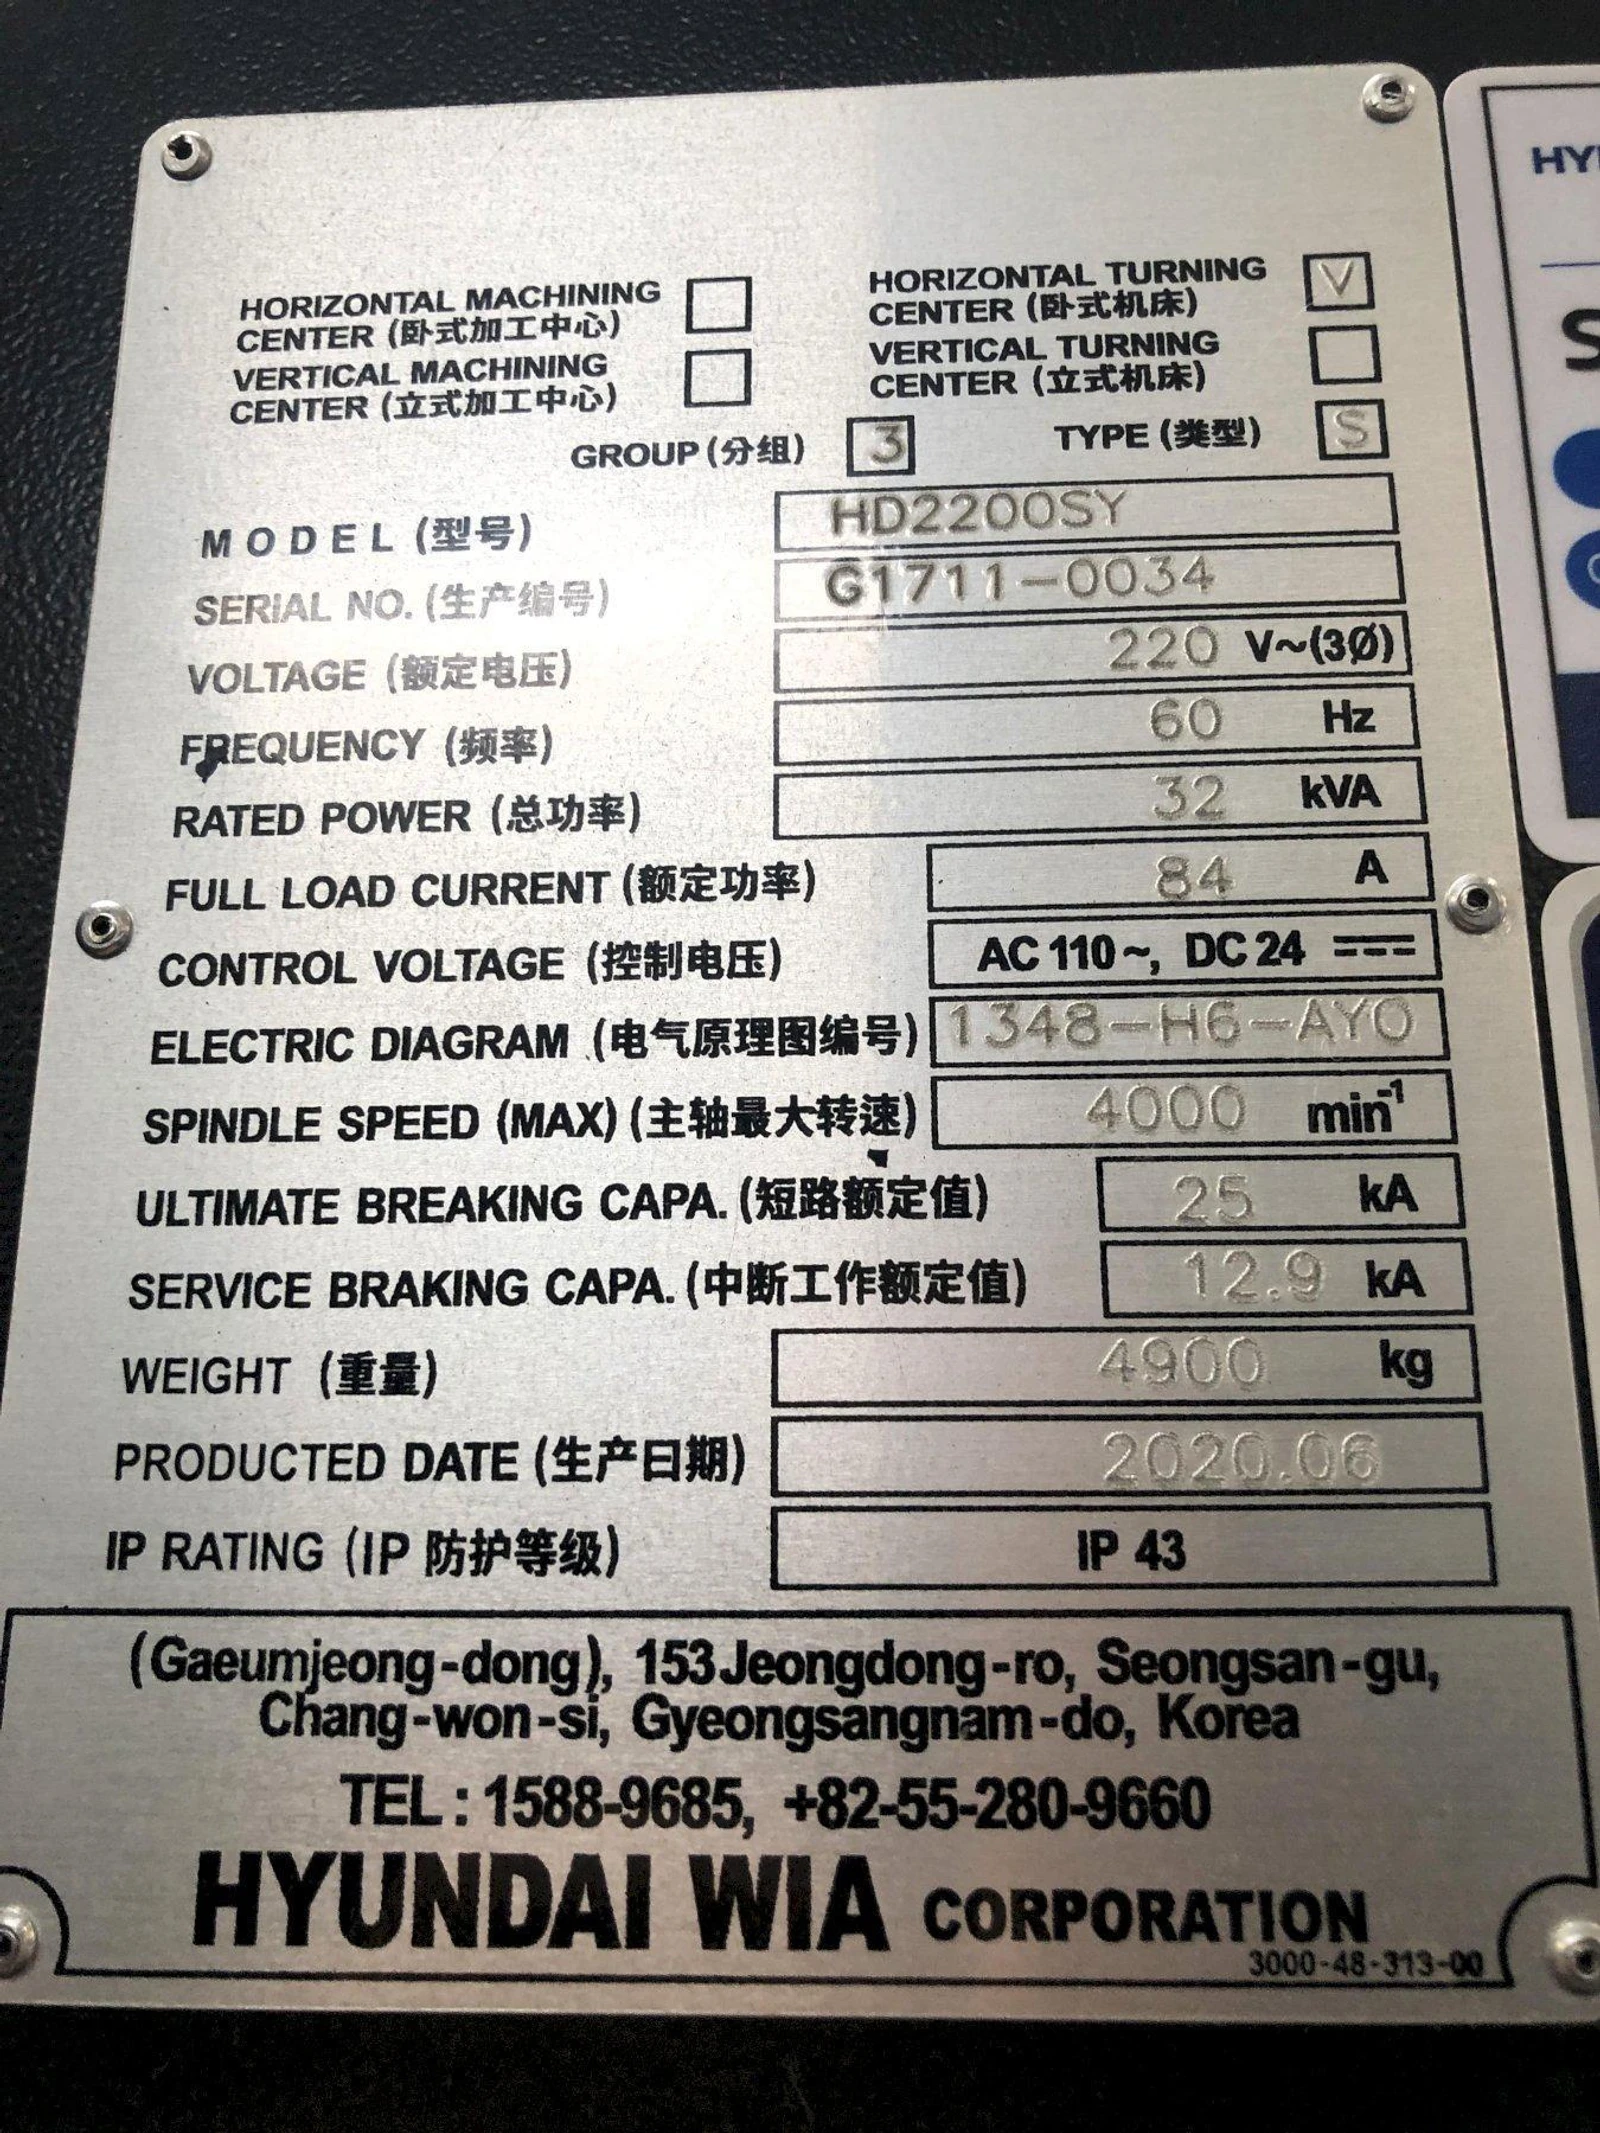 HORIZONTAL MACHINING
CENTER (卧式加工中心)
HORIZONTAL TURNING V
CENTER (卧式机床)
VERTICAL MACHINING
CENTER (立式加工中心)
VERTICAL TURNING
CENTER (立式机床)
GROUP (分组) 3 TYPE (类型) S
MODEL (型号) HD2200SY
SERIAL NO. (生产编号) G1711-0034
VOLTAGE (额定电压) 220 V~(3Ø)
FREQUENCY (频率) 60 Hz
RATED POWER (总功率) 32 kVA
FULL LOAD CURRENT (额定功率) 84 A
CONTROL VOLTAGE (控制电压) AC 110 ~, DC 24 ⎓
ELECTRIC DIAGRAM (电气原理图编号) 1348-H6-AY0
SPINDLE SPEED (MAX) (主轴最大转速) 4000 min⁻¹
ULTIMATE BREAKING CAPA. (短路额定值) 25 kA
SERVICE BRAKING CAPA. (中断工作额定值) 12.9 kA
WEIGHT (重量) 4900 kg
PRODUCTED DATE (生产日期) 2020.06
IP RATING (IP 防护等级) IP 43
(Gaeumjeong-dong), 153 Jeongdong-ro, Seongsan-gu,
Chang-won-si, Gyeongsangnam-do, Korea
TEL : 1588-9685, +82-55-280-9660
HYUNDAI WIA CORPORATION
3000-48-313-00